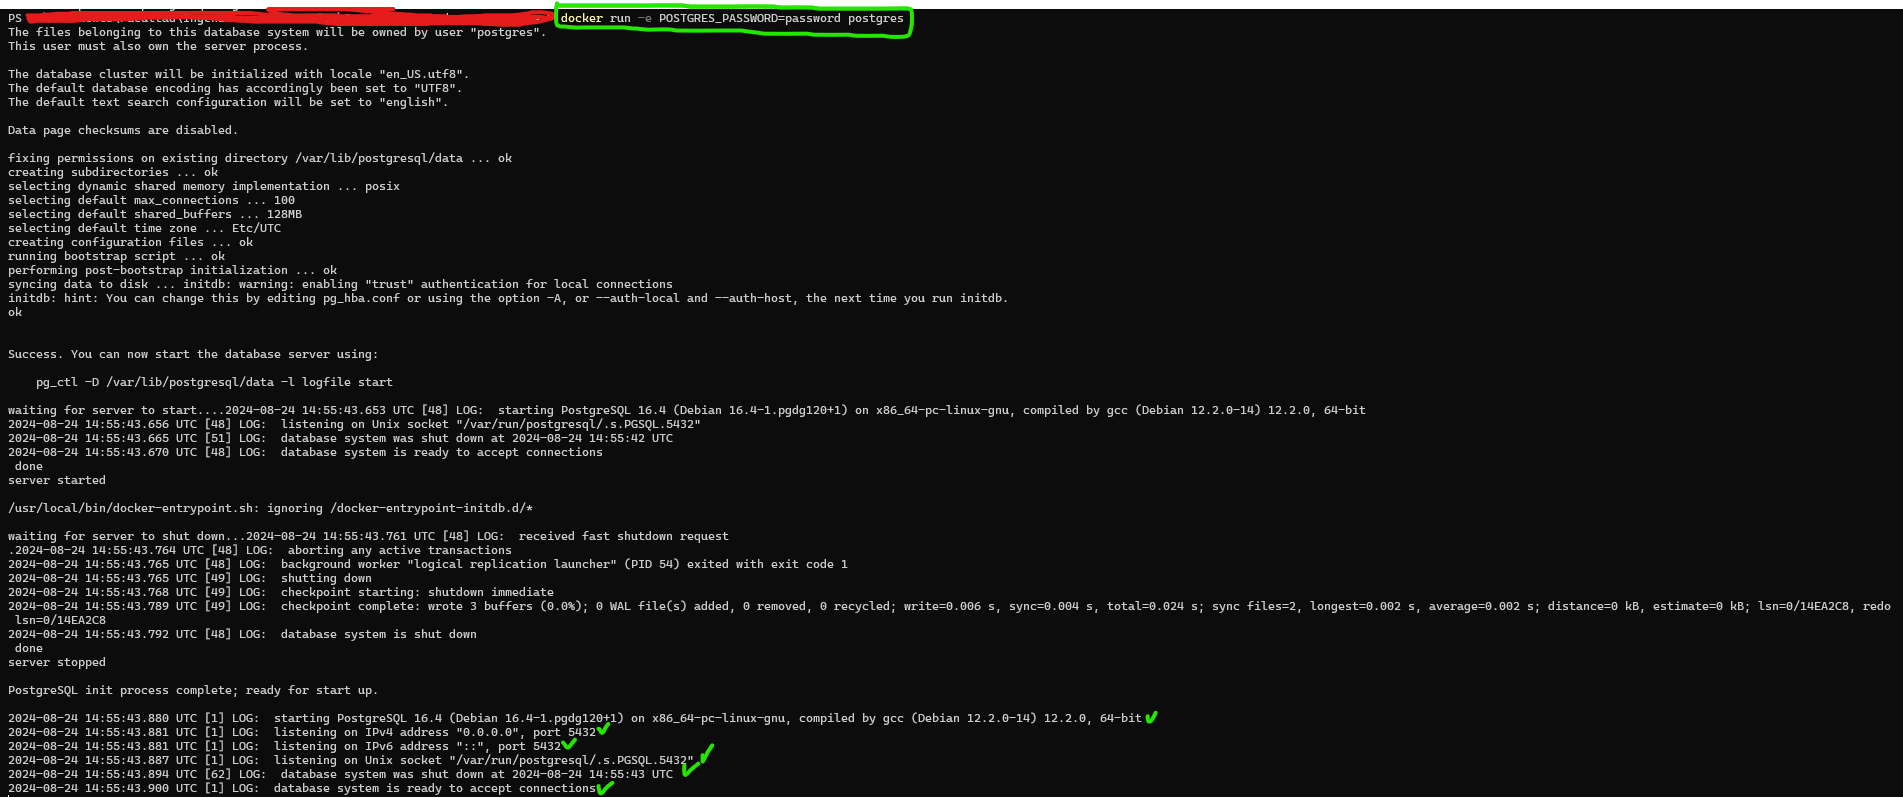 PS docker run -e POSTGRES_PASSWORD=password postgres
The files belonging to this database system will be owned by user "postgres".
This user must also own the server process.
The database cluster will be initialized with locale "en_US.utf8".
The default database encoding has accordingly been set to "UTF8".
The default text search configuration will be set to "english".
Data page checksums are disabled.
fixing permissions on existing directory /var/lib/postgresql/data ... ok
creating subdirectories ... ok
selecting dynamic shared memory implementation ... posix
selecting default max_connections ... 100
selecting default shared_buffers ... 128MB
selecting default time zone ... Etc/UTC
creating configuration files ... ok
running bootstrap script ... ok
performing post-bootstrap initialization ... ok
syncing data to disk ... initdb: warning: enabling "trust" authentication for local connections
initdb: hint: You can change this by editing pg_hba.conf or using the option -A, or --auth-local and --auth-host, the next time you run initdb.
ok
Success. You can now start the database server using:
pg_ctl -D /var/lib/postgresql/data -l logfile start
waiting for server to start....2024-08-24 14:55:43.653 UTC [48] LOG:  starting PostgreSQL 16.4 (Debian 16.4-1.pgdg120+1) on x86_64-pc-linux-gnu, compiled by gcc (Debian 12.2.0-14) 12.2.0, 64-bit
2024-08-24 14:55:43.656 UTC [48] LOG:  listening on Unix socket "/var/run/postgresql/.s.PGSQL.5432"
2024-08-24 14:55:43.665 UTC [51] LOG:  database system was shut down at 2024-08-24 14:55:42 UTC
2024-08-24 14:55:43.670 UTC [48] LOG:  database system is ready to accept connections
done
server started
/usr/local/bin/docker-entrypoint.sh: ignoring /docker-entrypoint-initdb.d/*
waiting for server to shut down...2024-08-24 14:55:43.761 UTC [48] LOG:  received fast shutdown request
.2024-08-24 14:55:43.764 UTC [48] LOG:  aborting any active transactions
2024-08-24 14:55:43.765 UTC [48] LOG:  background worker "logical replication launcher" (PID 54) exited with exit code 1
2024-08-24 14:55:43.765 UTC [49] LOG:  shutting down
2024-08-24 14:55:43.768 UTC [49] LOG:  checkpoint starting: shutdown immediate
2024-08-24 14:55:43.789 UTC [49] LOG:  checkpoint complete: wrote 3 buffers (0.0%); 0 WAL file(s) added, 0 removed, 0 recycled; write=0.006 s, sync=0.004 s, total=0.024 s; sync files=2, longest=0.002 s, average=0.002 s; distance=0 kB, estimate=0 kB; lsn=0/14EA2C8, redo
lsn=0/14EA2C8
2024-08-24 14:55:43.792 UTC [48] LOG:  database system is shut down
done
server stopped
PostgreSQL init process complete; ready for start up.
2024-08-24 14:55:43.880 UTC [1] LOG:  starting PostgreSQL 16.4 (Debian 16.4-1.pgdg120+1) on x86_64-pc-linux-gnu, compiled by gcc (Debian 12.2.0-14) 12.2.0, 64-bit
2024-08-24 14:55:43.881 UTC [1] LOG:  listening on IPv4 address "0.0.0.0", port 5432
2024-08-24 14:55:43.881 UTC [1] LOG:  listening on IPv6 address "::", port 5432
2024-08-24 14:55:43.887 UTC [1] LOG:  listening on Unix socket "/var/run/postgresql/.s.PGSQL.5432"
2024-08-24 14:55:43.894 UTC [62] LOG:  database system was shut down at 2024-08-24 14:55:43 UTC
2024-08-24 14:55:43.900 UTC [1] LOG:  database system is ready to accept connections